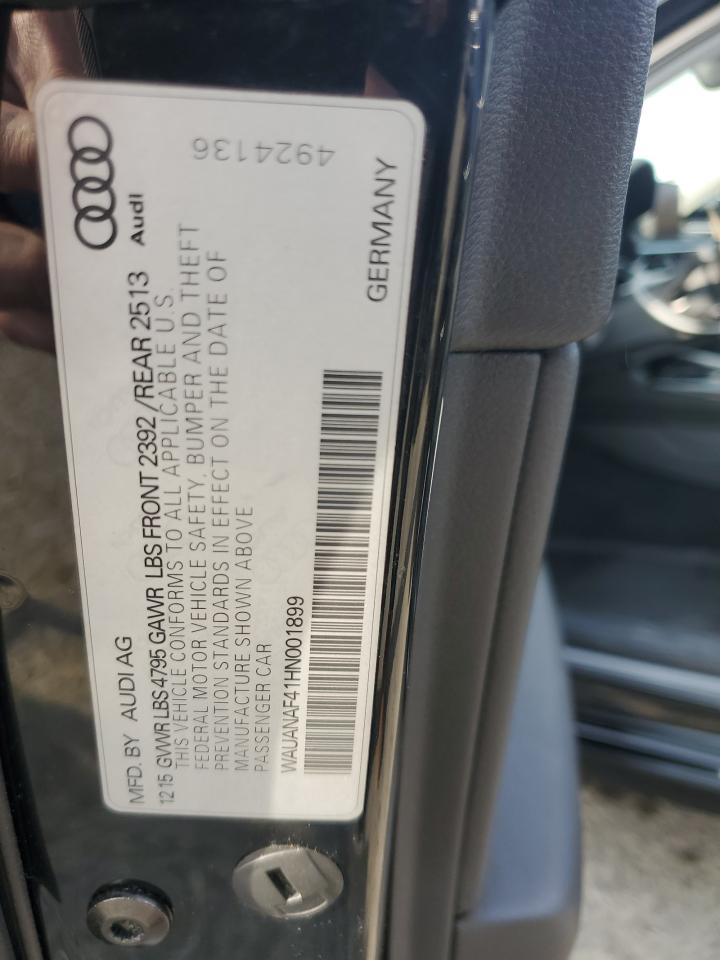 MFD. BY AUDI AG
Audi
12 15 GVWR LBS 4795 GAWR LBS FRONT 2392 / REAR 2513
THIS VEHICLE CONFORMS TO ALL APPLICABLE U.S.
FEDERAL MOTOR VEHICLE SAFETY, BUMPER AND THEFT
PREVENTION STANDARDS IN EFFECT ON THE DATE OF
MANUFACTURE SHOWN ABOVE
PASSENGER CAR
WAUANAF41HN001899
GERMANY
4924136